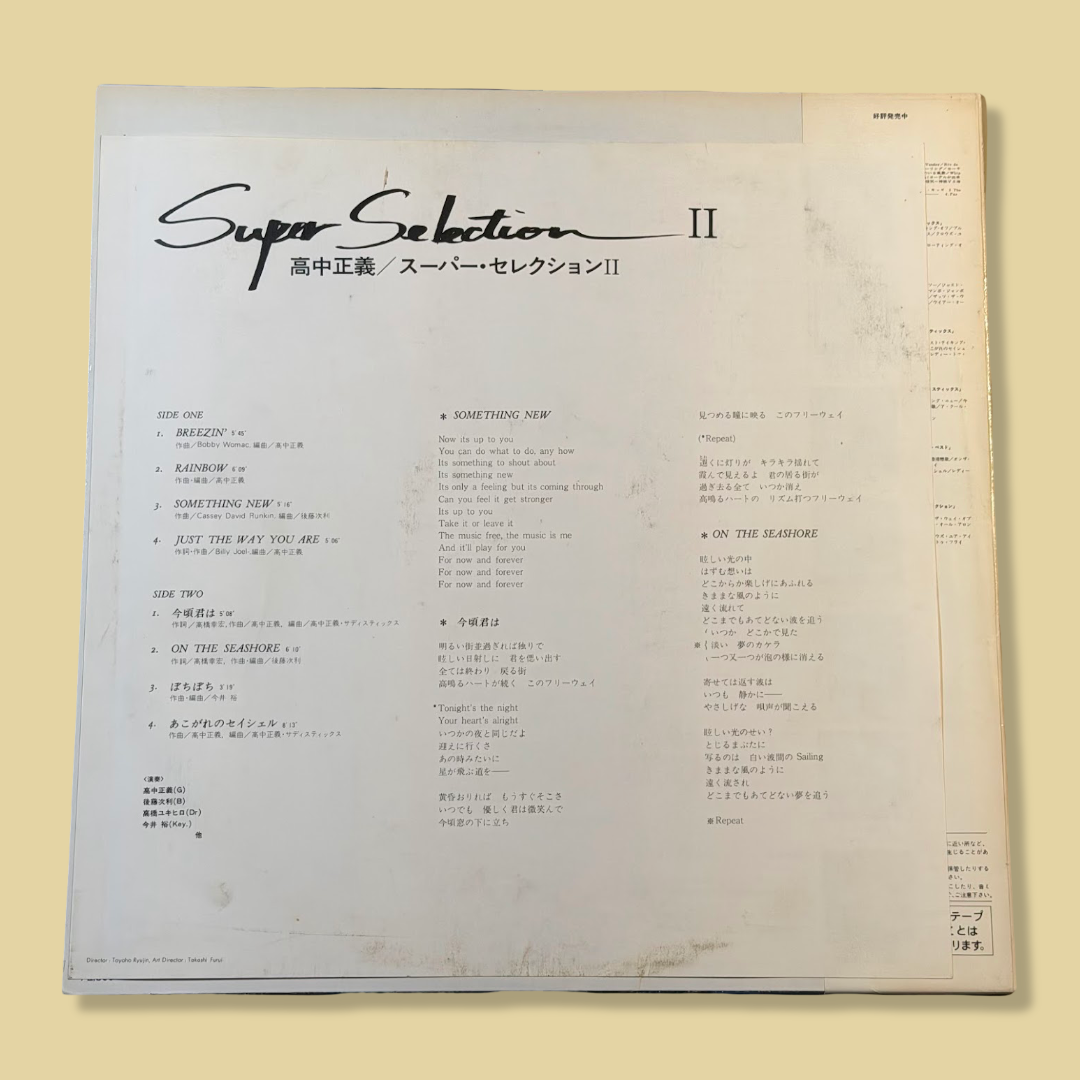 好評発売中
Super Selection II
高中正義／スーパー・セレクションII
SIDE ONE
1. BREEZIN' 5'45"
作曲／Bobby Womac, 編曲／高中正義
2. RAINBOW 6'09"
作曲・編曲／高中正義
3. SOMETHING NEW 5'16"
作曲／Cassey David Runkin, 編曲／後藤次利
4. JUST THE WAY YOU ARE 5'06"
作詞・作曲／Billy Joel, 編曲／高中正義
SIDE TWO
1. 今頃君は 5'08"
作詞／高橋幸宏, 作曲／高中正義, 編曲／高中正義・サディスティックス
2. ON THE SEASHORE 6'10"
作詞／高橋幸宏, 作曲・編曲／後藤次利
3. ぽちぽち 3'19"
作曲・編曲／今井 裕
4. あこがれのセイシェル 8'13"
作曲／高中正義, 編曲／高中正義・サディスティックス
〈演奏〉
高中正義(G)
後藤次利(B)
高橋ユキヒロ(Dr)
今井 裕(Key.)
他
Director : Toyoho Ryujin, Art Director : Takashi Furui
＊ SOMETHING NEW
Now its up to you
You can do what to do, any how
Its something to shout about
Its something new
Its only a feeling but its coming through
Can you feel it get stronger
Its up to you
Take it or leave it
The music free, the music is me
And it'll play for you
For now and forever
For now and forever
For now and forever
＊ 今頃君は
明るい街並過ぎれば独りで
眩しい日射しに 君を偲い出す
全ては終わり 戻る街
高鳴るハートが続く このフリーウェイ
*Tonight's the night
Your heart's alright
いつかの夜と同じだよ
迎えに行くさ
あの時みたいに
星が飛ぶ道を——
黄昏おりれば もうすぐそこさ
いつでも 優しく君は微笑んで
今頃窓の下に立ち
見つめる瞳に映る このフリーウェイ
(*Repeat)
遠くに灯りが キラキラ揺れて
霞んで見えるよ 君の居る街が
過ぎ去る全て いつか消え
高鳴るハートの リズム打つフリーウェイ
＊ ON THE SEASHORE
眩しい光の中
はずむ想いは
どこからか楽しげにあふれる
きままな風のように
遠く流れて
どこまでもあてどない波を追う
いつか どこかで見た
※ 淡い 夢のカケラ
一つ又一つが泡の様に消える
寄せては返す波は
いつも 静かに——
やさしげな 唄声が聞こえる
眩しい光のせい？
とじるまぶたに
写るのは 白い波間の Sailing
きままな風のように
遠く流され
どこまでもあてどない夢を追う
※Repeat
テープ
ことは
ります。